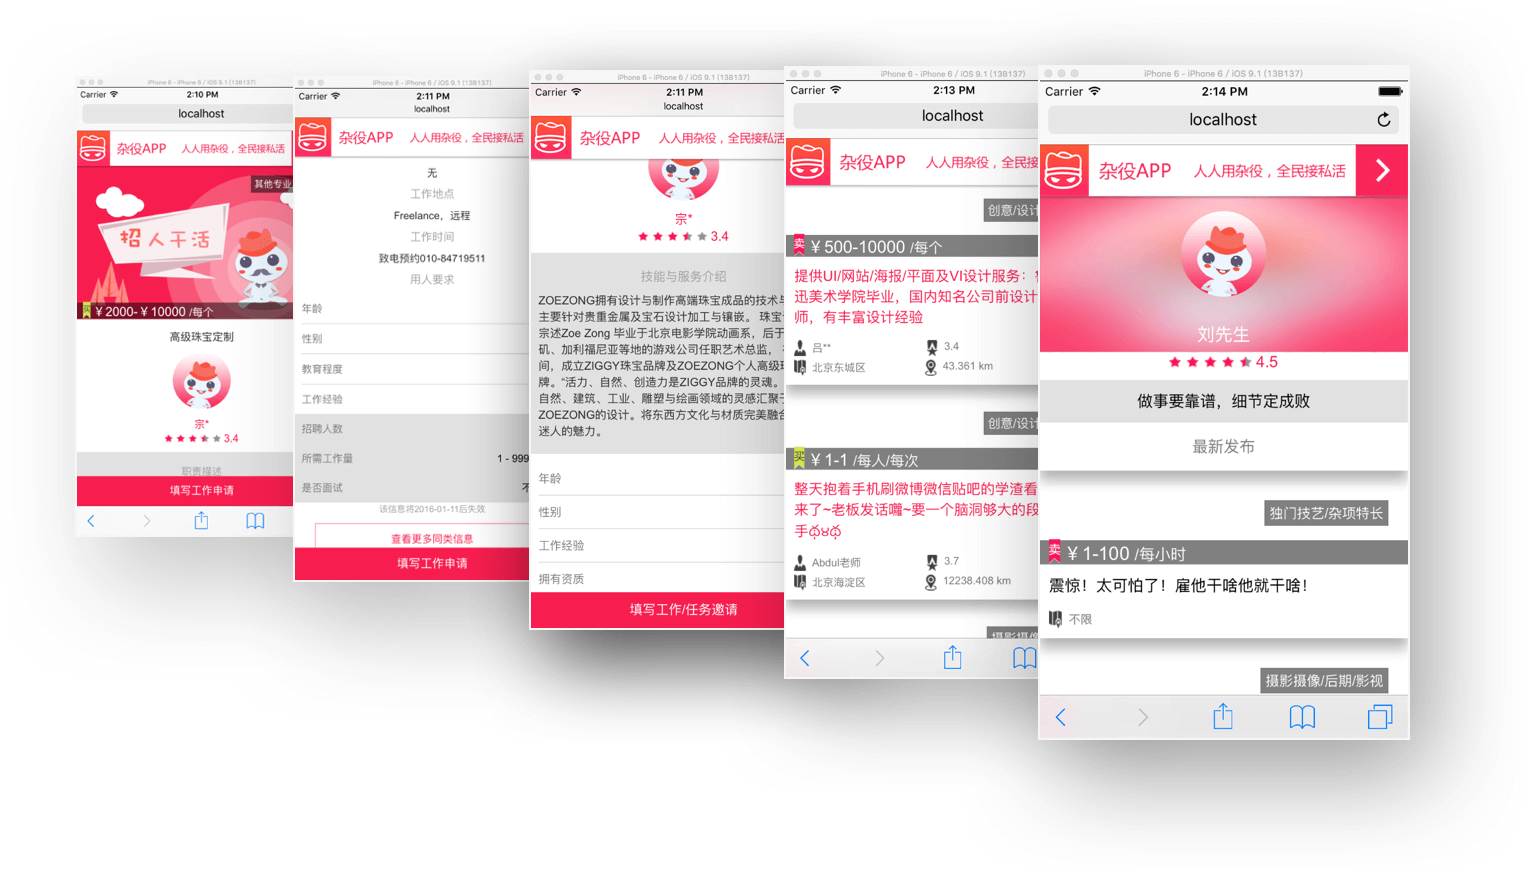 iPhone 6 - iPhone 6 / iOS 9.1 (13B137)
Carrier
2:10 PM
localhost
杂役APP
人人用杂役，全民接私活
其他专业
招人干活
￥2000-￥10000 /每个
高级珠宝定制
宗*
3.4
职责描述
填写工作申请
iPhone 6 - iPhone 6 / iOS 9.1 (13B137)
Carrier
2:11 PM
localhost
杂役APP
人人用杂役，全民接私活
无
工作地点
Freelance，远程
工作时间
致电预约010-84719511
用人要求
年龄
性别
教育程度
工作经验
招聘人数
所需工作量
1 - 999
是否面试
不
该信息将2016-01-11后失效
查看更多同类信息
填写工作申请
iPhone 6 - iPhone 6 / iOS 9.1 (13B137)
Carrier
2:11 PM
localhost
杂役APP
人人用杂役，全民接私活
宗*
3.4
技能与服务介绍
ZOEZONG拥有设计与制作高端珠宝成品的技术与
主要针对贵重金属及宝石设计加工与镶嵌。 珠宝
宗述Zoe Zong 毕业于北京电影学院动画系，后于
矶、加利福尼亚等地的游戏公司任职艺术总监，
间，成立ZIGGY珠宝品牌及ZOEZONG个人高级珠
牌。“活力、自然、创造力是ZIGGY品牌的灵魂。
自然、建筑、工业、雕塑与绘画领域的灵感汇聚于
ZOEZONG的设计。将东西方文化与材质完美融合
迷人的魅力。
年龄
性别
工作经验
拥有资质
填写工作/任务邀请
iPhone 6 - iPhone 6 / iOS 9.1 (13B137)
Carrier
2:13 PM
localhost
杂役APP
人人用杂役，全民接
创意/设计
卖
￥500-10000 /每个
提供UI/网站/海报/平面及VI设计服务：
迅美术学院毕业，国内知名公司前设计
师，有丰富设计经验
吕**
3.4
北京东城区
43.361 km
创意/设计
买
￥1-1 /每人/每次
整天抱着手机刷微博微信贴吧的学渣看
来了~老板发话囖~要一个脑洞够大的段
手
Abdul老师
3.7
北京海淀区
12238.408 km
摄影摄像
iPhone 6 - iPhone 6 / iOS 9.1 (13B137)
Carrier
2:14 PM
localhost
杂役APP
人人用杂役，全民接私活
刘先生
4.5
做事要靠谱，细节定成败
最新发布
独门技艺/杂项特长
卖
￥1-100 /每小时
震惊！太可怕了！雇他干啥他就干啥！
不限
摄影摄像/后期/影视